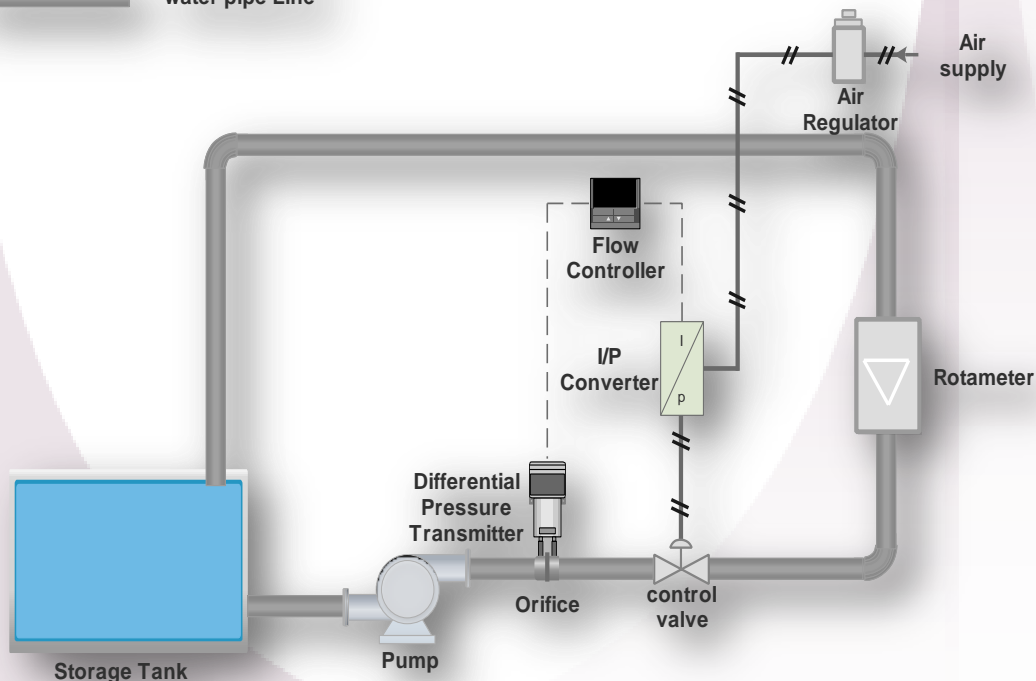 water pipe Line
Air
supply
Air
Regulator
Flow
Controller
I/P
Converter
I
p
Rotameter
Differential
Pressure
Transmitter
Orifice
control
valve
Pump
Storage Tank